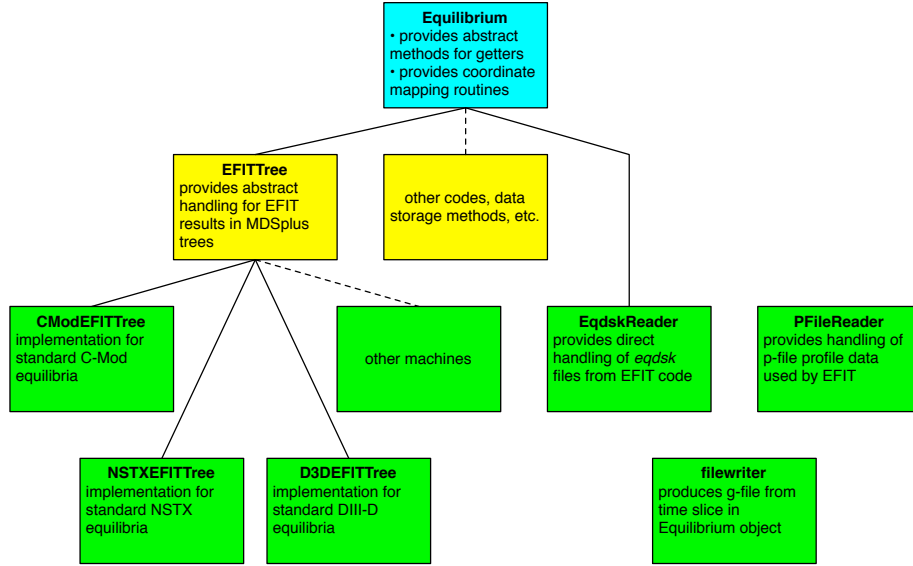 Equilibrium
• provides abstract
methods for getters
• provides coordinate
mapping routines
EFITTree
provides abstract
handling for EFIT
results in MDSplus
trees
other codes, data
storage methods, etc.
CModEFITTree
implementation for
standard C-Mod
equilibria
other machines
EqdskReader
provides direct
handling of eqdsk
files from EFIT code
PFileReader
provides handling of
p-file profile data
used by EFIT
NSTXEFITTree
implementation for
standard NSTX
equilibria
D3DEFITTree
implementation for
standard DIII-D
equilibria
filewriter
produces g-file from
time slice in
Equilibrium object